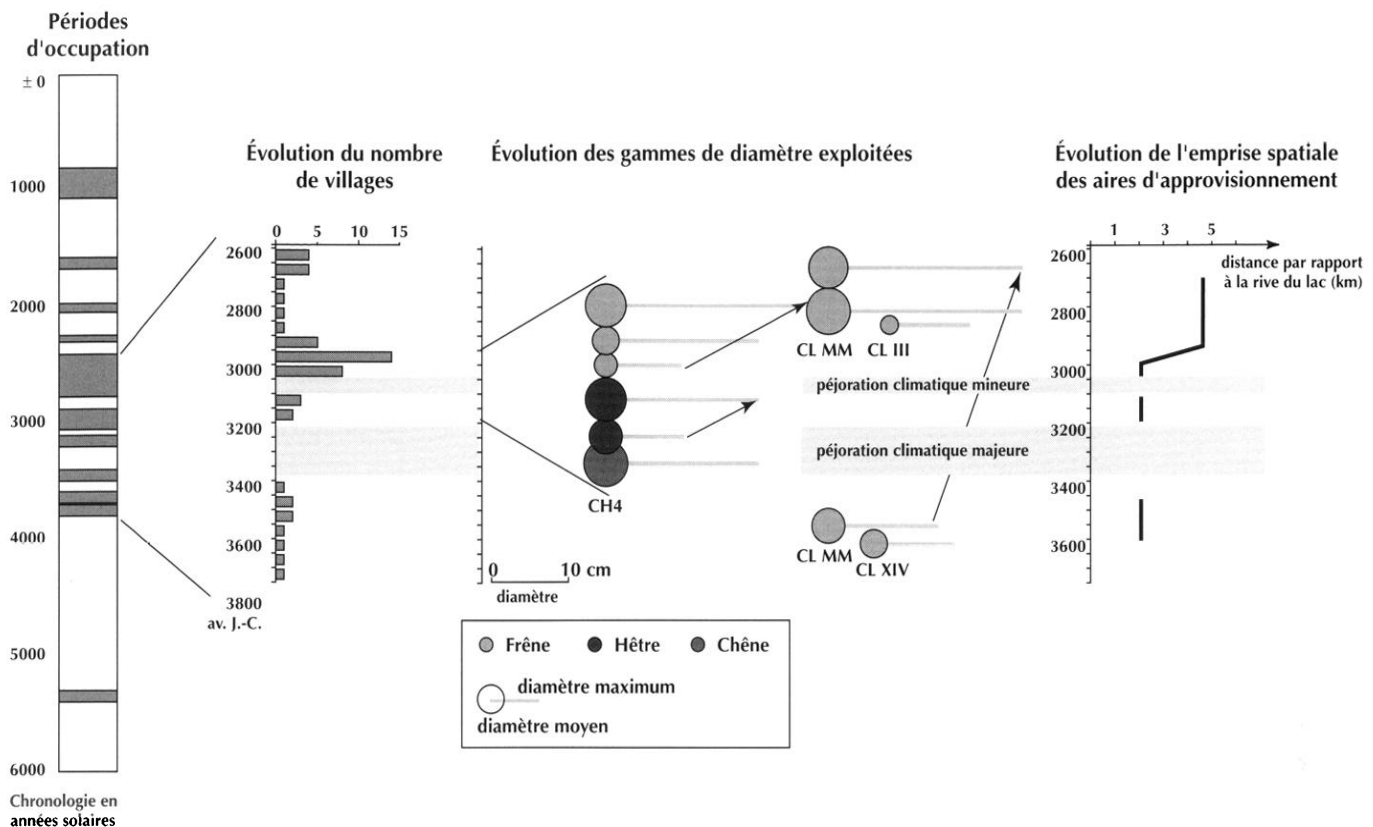 Périodes
d'occupation
± 0
1000
2000
3000
4000
5000
6000
Chronologie en
années solaires
Évolution du nombre
de villages
0 5 10 15
2600
2800
3000
3200
3400
3600
3800
av. J.-C.
Évolution des gammes de diamètre exploitées
CH4
CL MM CL III
péjoration climatique mineure
péjoration climatique majeure
CL MM
CL XIV
0 10 cm
diamètre
Frêne Hêtre Chêne
diamètre maximum
diamètre moyen
Évolution de l'emprise spatiale
des aires d'approvisionnement
1 3 5
distance par rapport
à la rive du lac (km)
2600
2800
3000
3200
3400
3600